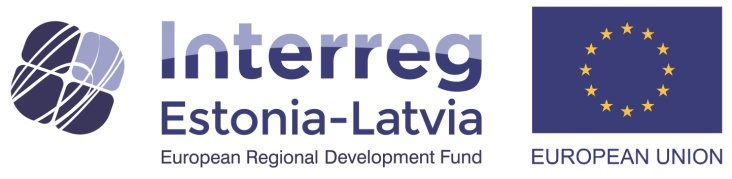 Interreg
Estonia-Latvia
European Regional Development Fund
EUROPEAN UNION